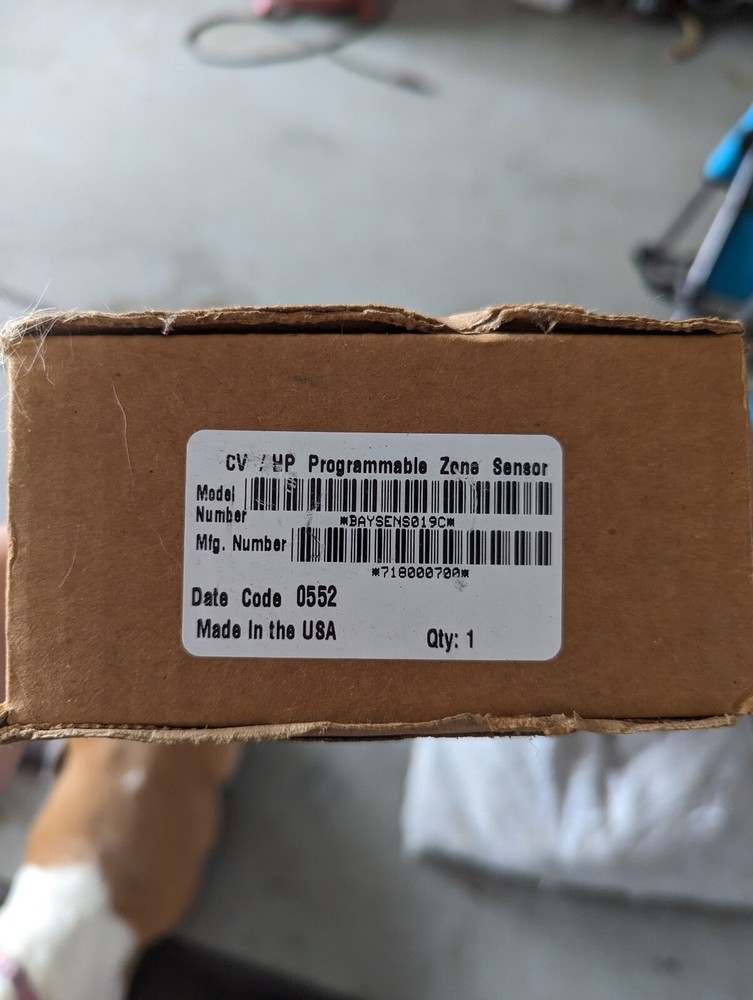 CV / HP Programmable Zone Sensor
Model
Number
*BAYSENS019C*
Mfg. Number
*718000700*
Date Code 0552
Made In the USA
Qty: 1